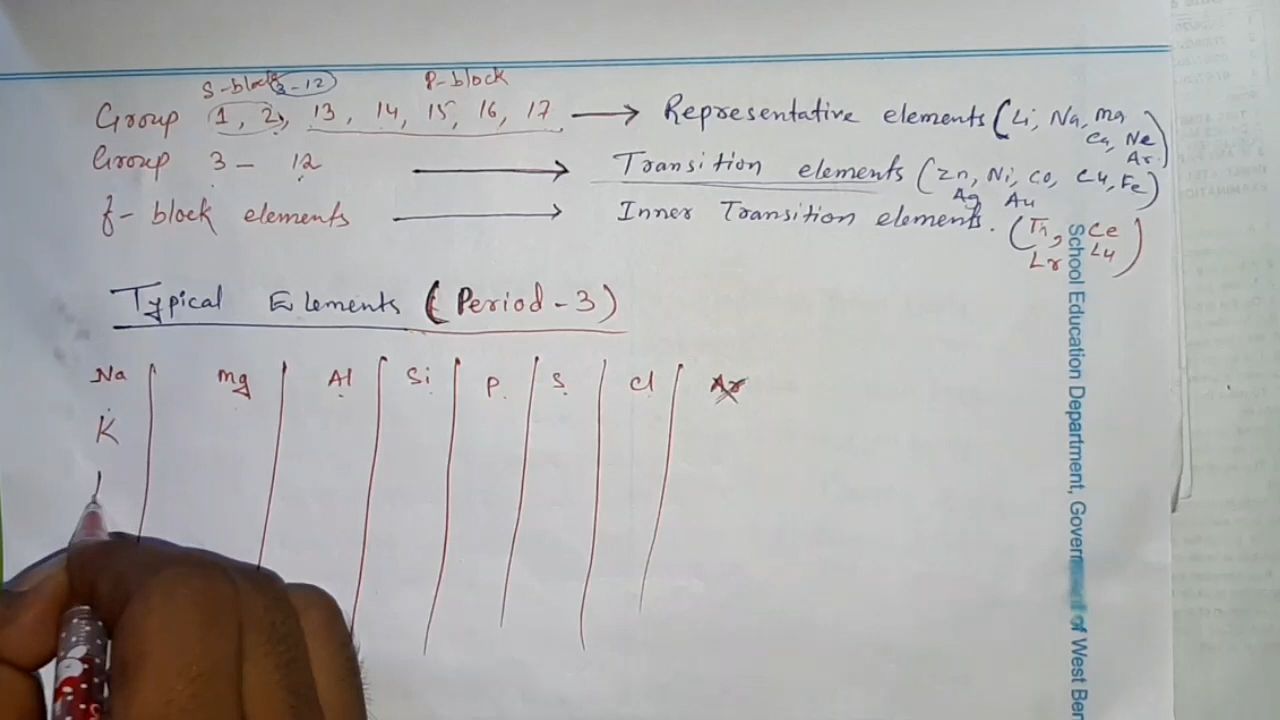 S-block 3-12 P-block
Group 1, 2, 13, 14, 15, 16, 17 → Representative elements (Li, Na, Mg
Ca, Ne
Ar.)
Group 3 - 12 → Transition elements (Zn, Ni, Co, Cu, Fe)
Ag Au
f-block elements → Inner Transition elements. (Th, Ce
Lr Lu)
Typical Elements (Period-3)
Na Mg Al Si P S Cl Ar
K
School Education Department, Government of West Ben